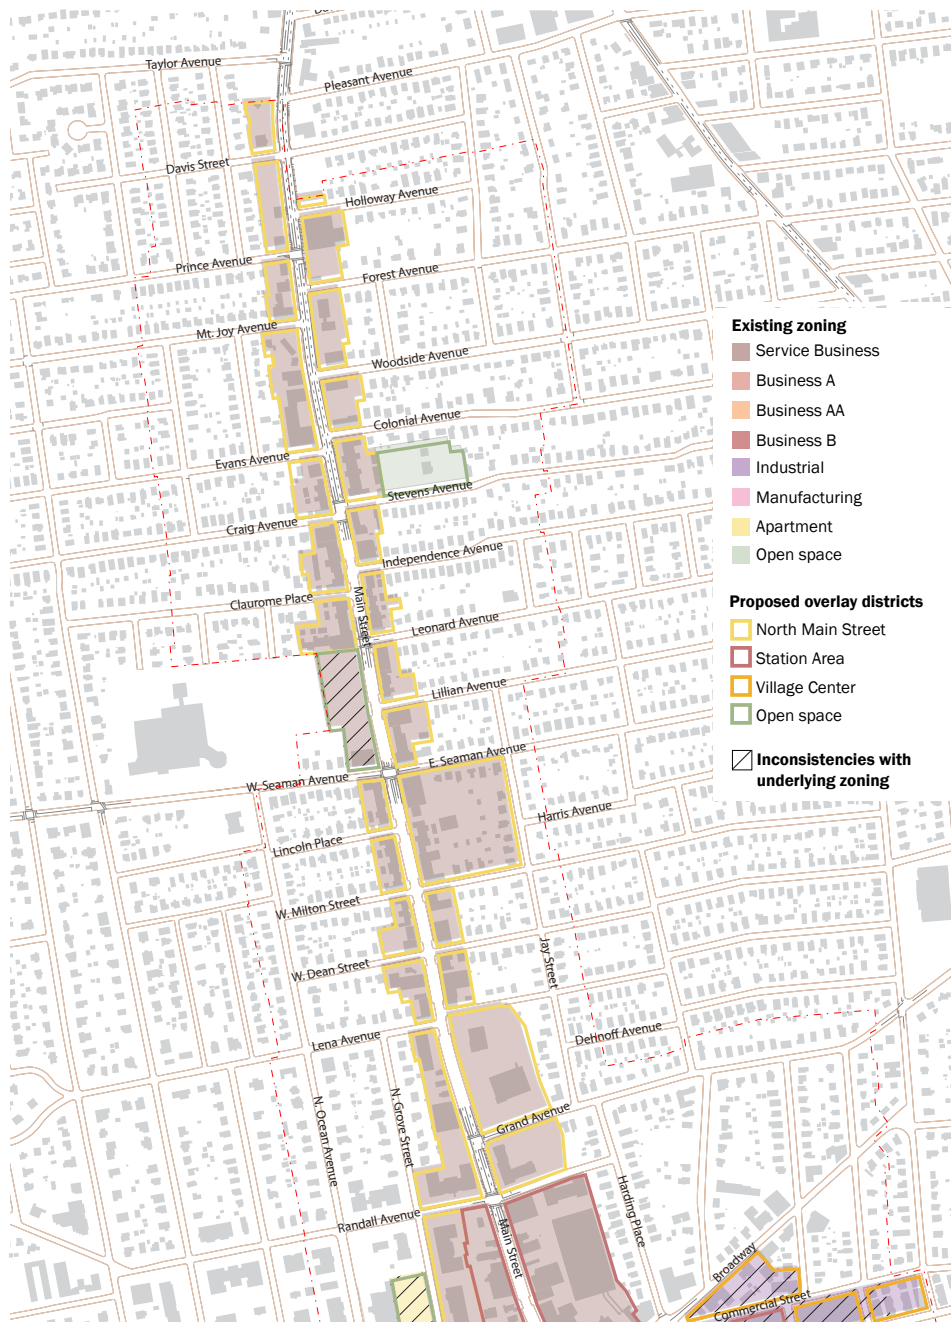 Taylor Avenue
Pleasant Avenue
Davis Street
Holloway Avenue
Prince Avenue
Forest Avenue
Mt. Joy Avenue
Woodside Avenue
Colonial Avenue
Evans Avenue
Stevens Avenue
Craig Avenue
Independence Avenue
Claurome Place
Main Street
Leonard Avenue
Lillian Avenue
E. Seaman Avenue
W. Seaman Avenue
Harris Avenue
Lincoln Place
W. Milton Street
W. Dean Street
Jay Street
Lena Avenue
Dehnoff Avenue
N. Ocean Avenue
N. Grove Street
Grand Avenue
Harding Place
Randall Avenue
Main Street
Broadway
Commercial Street
Existing zoning
Service Business
Business A
Business AA
Business B
Industrial
Manufacturing
Apartment
Open space
Proposed overlay districts
North Main Street
Station Area
Village Center
Open space
Inconsistencies with
underlying zoning